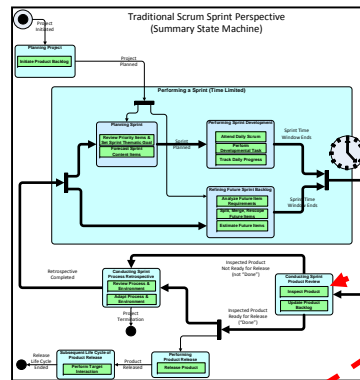 Traditional Scrum Sprint Perspective
(Summary State Machine)
Project
Initiated
Planning Project
Initiate Product Backlog
Project
Planned
Performing a Sprint (Time Limited)
Planning Sprint
Review Priority Items &
Set Sprint Thematic Goal
Forecast Sprint
Content Items
Sprint
Planned
Performing Sprint Development
Attend Daily Scrum
Perform
Developmental Task
Track Daily Progress
Sprint Time
Window Ends
Refining Future Sprint Backlog
Analyze Future Item
Requirements
Split, Merge, Rescope
Future Items
Estimate Future Items
Sprint Time
Window Ends
Retrospective
Completed
Conducting Sprint
Process Retrospective
Review Process &
Environment
Adapt Process &
Environment
Project
Termination
Inspected Product
Not Ready for Release
(not "Done")
Conducting Sprint
Product Review
Inspect Product
Update Product
Backlog
Inspected Product
Ready for Release
("Done")
Release
Life Cycle
Ended
Subsequent Life Cycle of
Product Release
Perform Target
Interaction
Product
Released
Performing
Product Release
Release Product